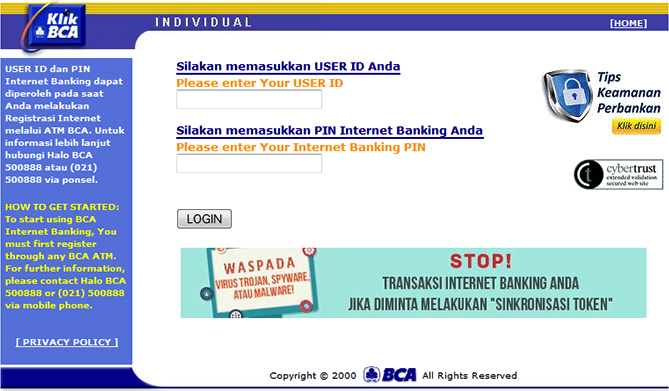 Klik
BCA
INDIVIDUAL
[HOME]
USER ID dan PIN
Internet Banking dapat
diperoleh pada saat
Anda melakukan
Registrasi Internet
melalui ATM BCA. Untuk
informasi lebih lanjut
hubungi Halo BCA
500888 atau (021)
500888 via ponsel.
HOW TO GET STARTED:
To start using BCA
Internet Banking, You
must first register
through any BCA ATM.
For further information,
please contact Halo BCA
500888 or (021) 500888
via mobile phone.
[ PRIVACY POLICY ]
Silakan memasukkan USER ID Anda
Please enter Your USER ID
Silakan memasukkan PIN Internet Banking Anda
Please enter Your Internet Banking PIN
LOGIN
Tips
Keamanan
Perbankan
Klik disini
cybertrust
extended validation
secured web site
WASPADA
VIRUS TROJAN, SPYWARE,
ATAU MALWARE!
STOP!
TRANSAKSI INTERNET BANKING ANDA
JIKA DIMINTA MELAKUKAN "SINKRONISASI TOKEN"
Copyright © 2000 BCA All Rights Reserved